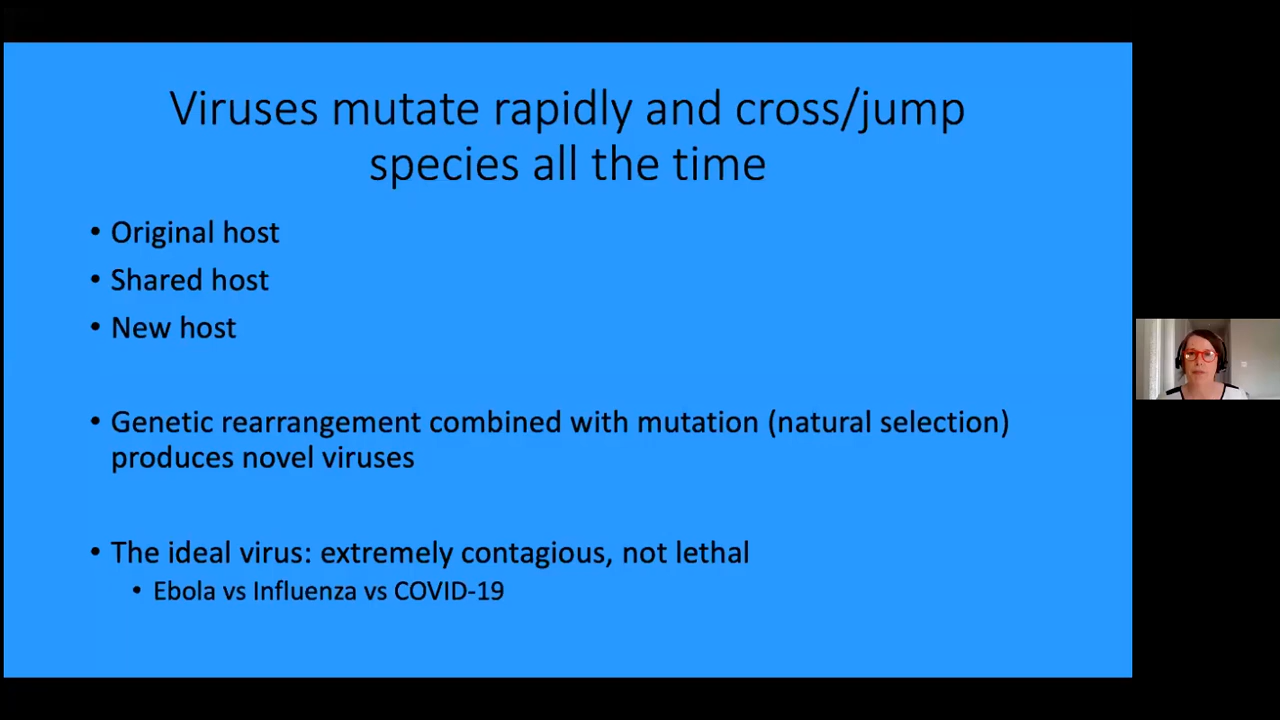 Viruses mutate rapidly and cross/jump
species all the time
• Original host
• Shared host
• New host
• Genetic rearrangement combined with mutation (natural selection)
produces novel viruses
• The ideal virus: extremely contagious, not lethal
• Ebola vs Influenza vs COVID-19